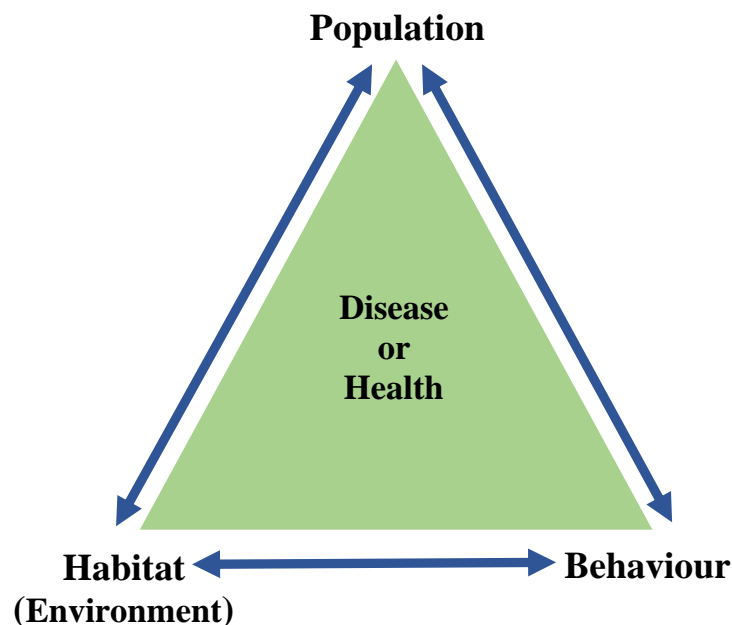 Population
Disease
or
Health
Habitat
Behaviour
(Environment)